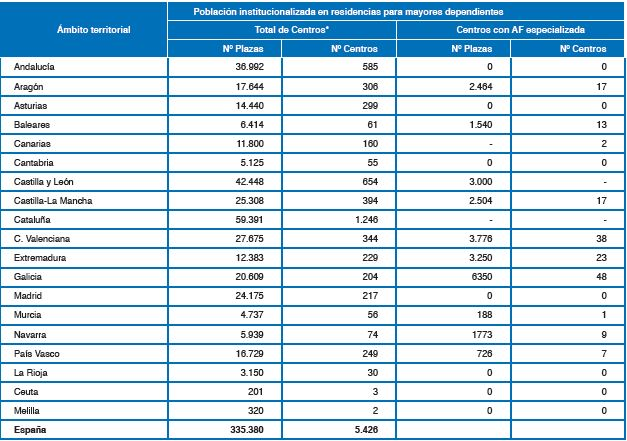 Población institucionalizada en residencias para mayores dependientes
Ámbito territorial Total de Centros* Centros con AF especializada
Nº Plazas Nº Centros Nº Plazas Nº Centros
Andalucía 36.992 585 0 0
Aragón 17.644 306 2.464 17
Asturias 14.440 299 0 0
Baleares 6.414 61 1.540 13
Canarias 11.800 160 - 2
Cantabria 5.125 55 0 0
Castilla y León 42.448 654 3.000 -
Castilla-La Mancha 25.308 394 2.504 17
Cataluña 59.391 1.246 - -
C. Valenciana 27.675 344 3.776 38
Extremadura 12.383 229 3.250 23
Galicia 20.609 204 6350 48
Madrid 24.175 217 0 0
Murcia 4.737 56 188 1
Navarra 5.939 74 1773 9
País Vasco 16.729 249 726 7
La Rioja 3.150 30 0 0
Ceuta 201 3 0 0
Melilla 320 2 0 0
España 335.380 5.426